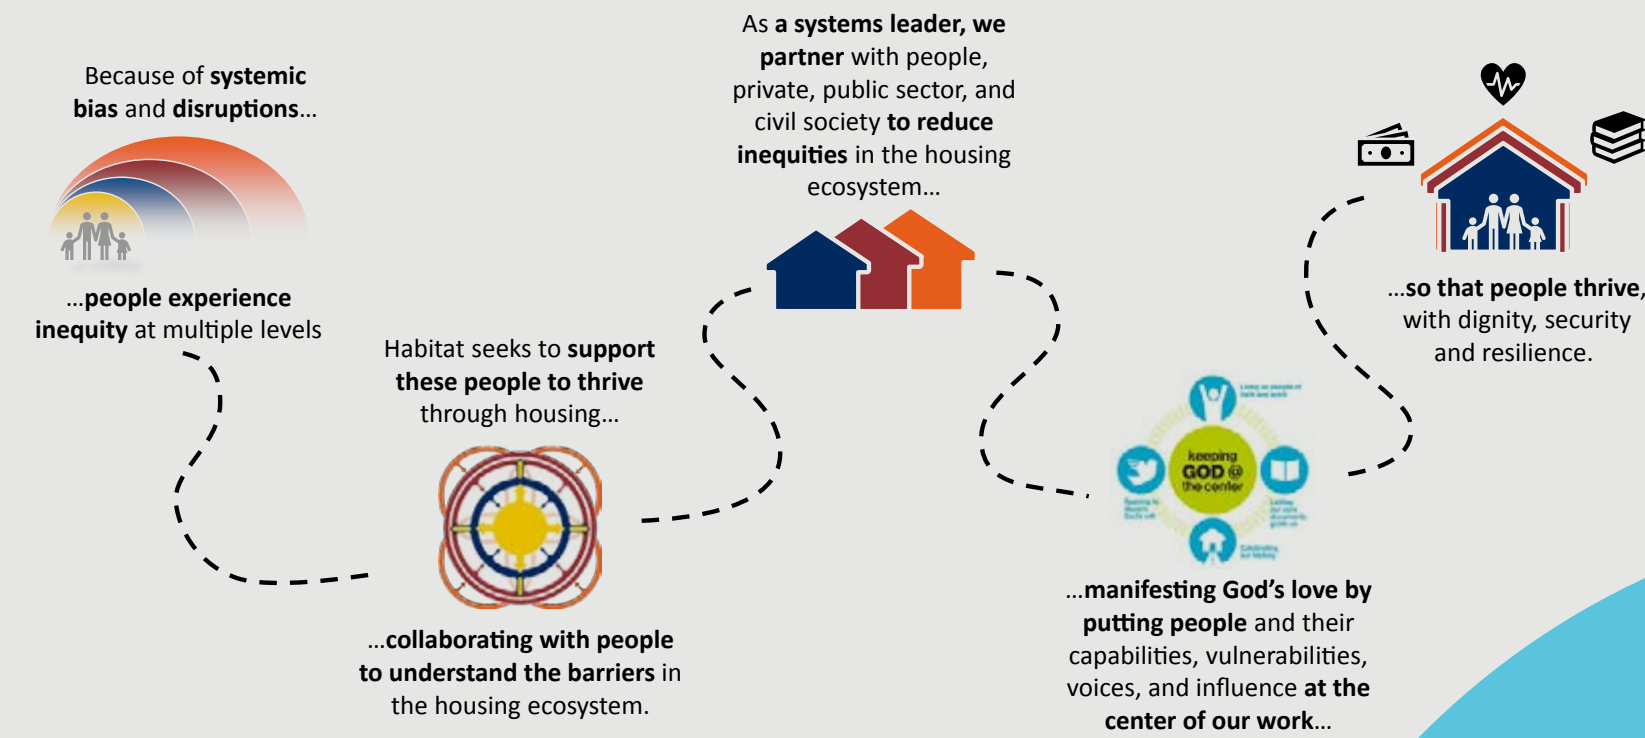 Because of systemic
bias and disruptions…
…people experience
inequity at multiple levels
Habitat seeks to support
these people to thrive
through housing…
…collaborating with people
to understand the barriers in
the housing ecosystem.
As a systems leader, we
partner with people,
private, public sector, and
civil society to reduce
inequities in the housing
ecosystem…
keeping
GOD @
the center
…manifesting God’s love by
putting people and their
capabilities, vulnerabilities,
voices, and influence at the
center of our work…
…so that people thrive,
with dignity, security
and resilience.